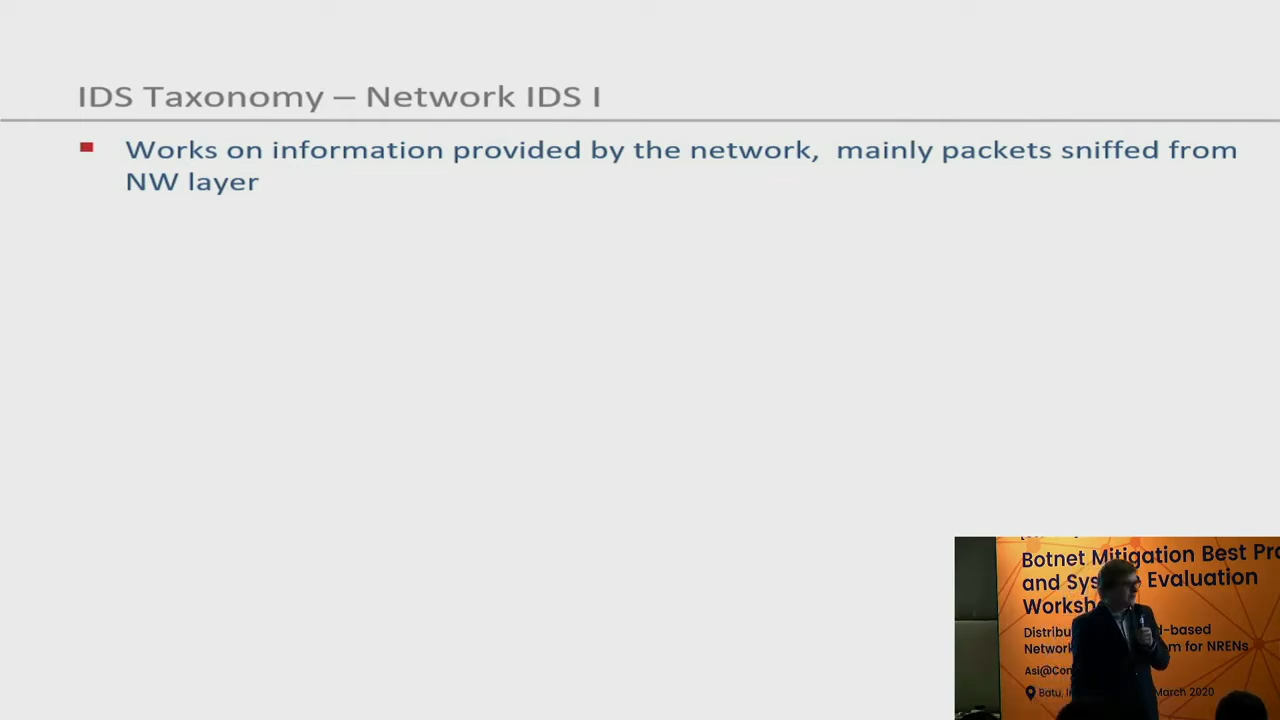 IDS Taxonomy – Network IDS I
Works on information provided by the network, mainly packets sniffed from
NW layer
Botnet Mitigation Best Pr
and Sys Evaluation
Worksh
Distribu d-based
Network m for NRENs
Asi@Con
Batu, I March 2020